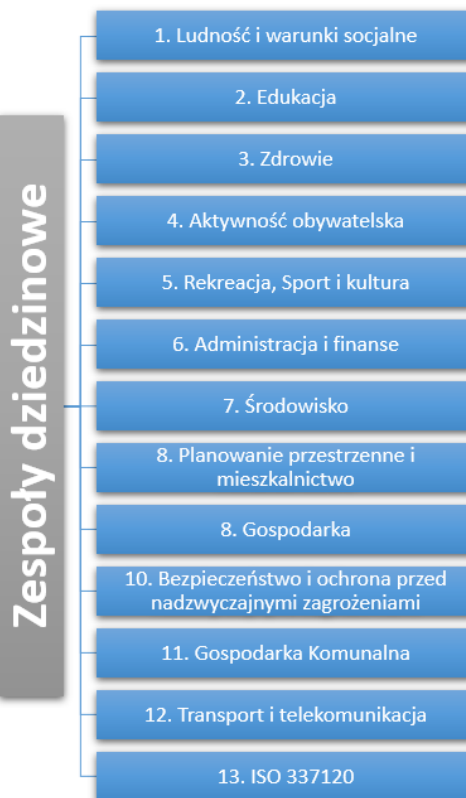 Zespoły dziedzinowe
1. Ludność i warunki socjalne
2. Edukacja
3. Zdrowie
4. Aktywność obywatelska
5. Rekreacja, Sport i kultura
6. Administracja i finanse
7. Środowisko
8. Planowanie przestrzenne i
mieszkalnictwo
8. Gospodarka
10. Bezpieczeństwo i ochrona przed
nadzwyczajnymi zagrożeniami
11. Gospodarka Komunalna
12. Transport i telekomunikacja
13. ISO 337120